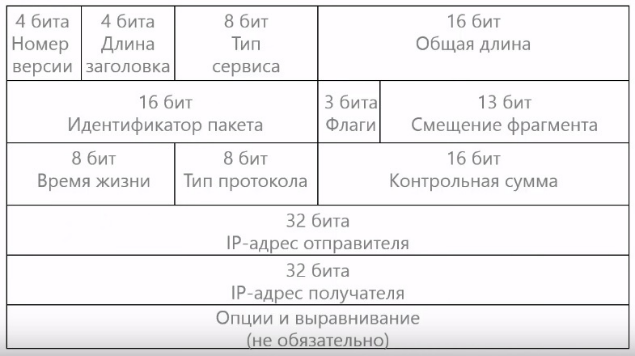 4 бита
Номер
версии
4 бита
Длина
заголовка
8 бит
Тип
сервиса
16 бит
Общая длина
16 бит
Идентификатор пакета
3 бита
Флаги
13 бит
Смещение фрагмента
8 бит
Время жизни
8 бит
Тип протокола
16 бит
Контрольная сумма
32 бита
IP-адрес отправителя
32 бита
IP-адрес получателя
Опции и выравнивание
(не обязательно)